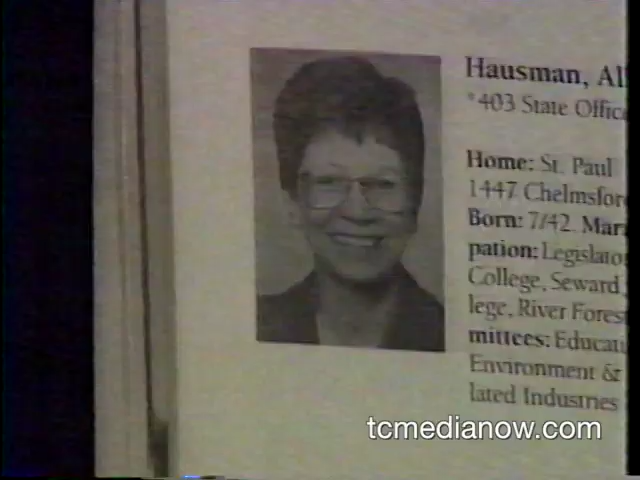 Hausman, Al
*403 State Offic
Home: St. Paul
1447 Chelmsfor
Born: 7/42. Mar
pation: Legislato
College, Seward
lege, River Fores
mittees: Educati
Environment &
lated Industries
tcmedianow.com